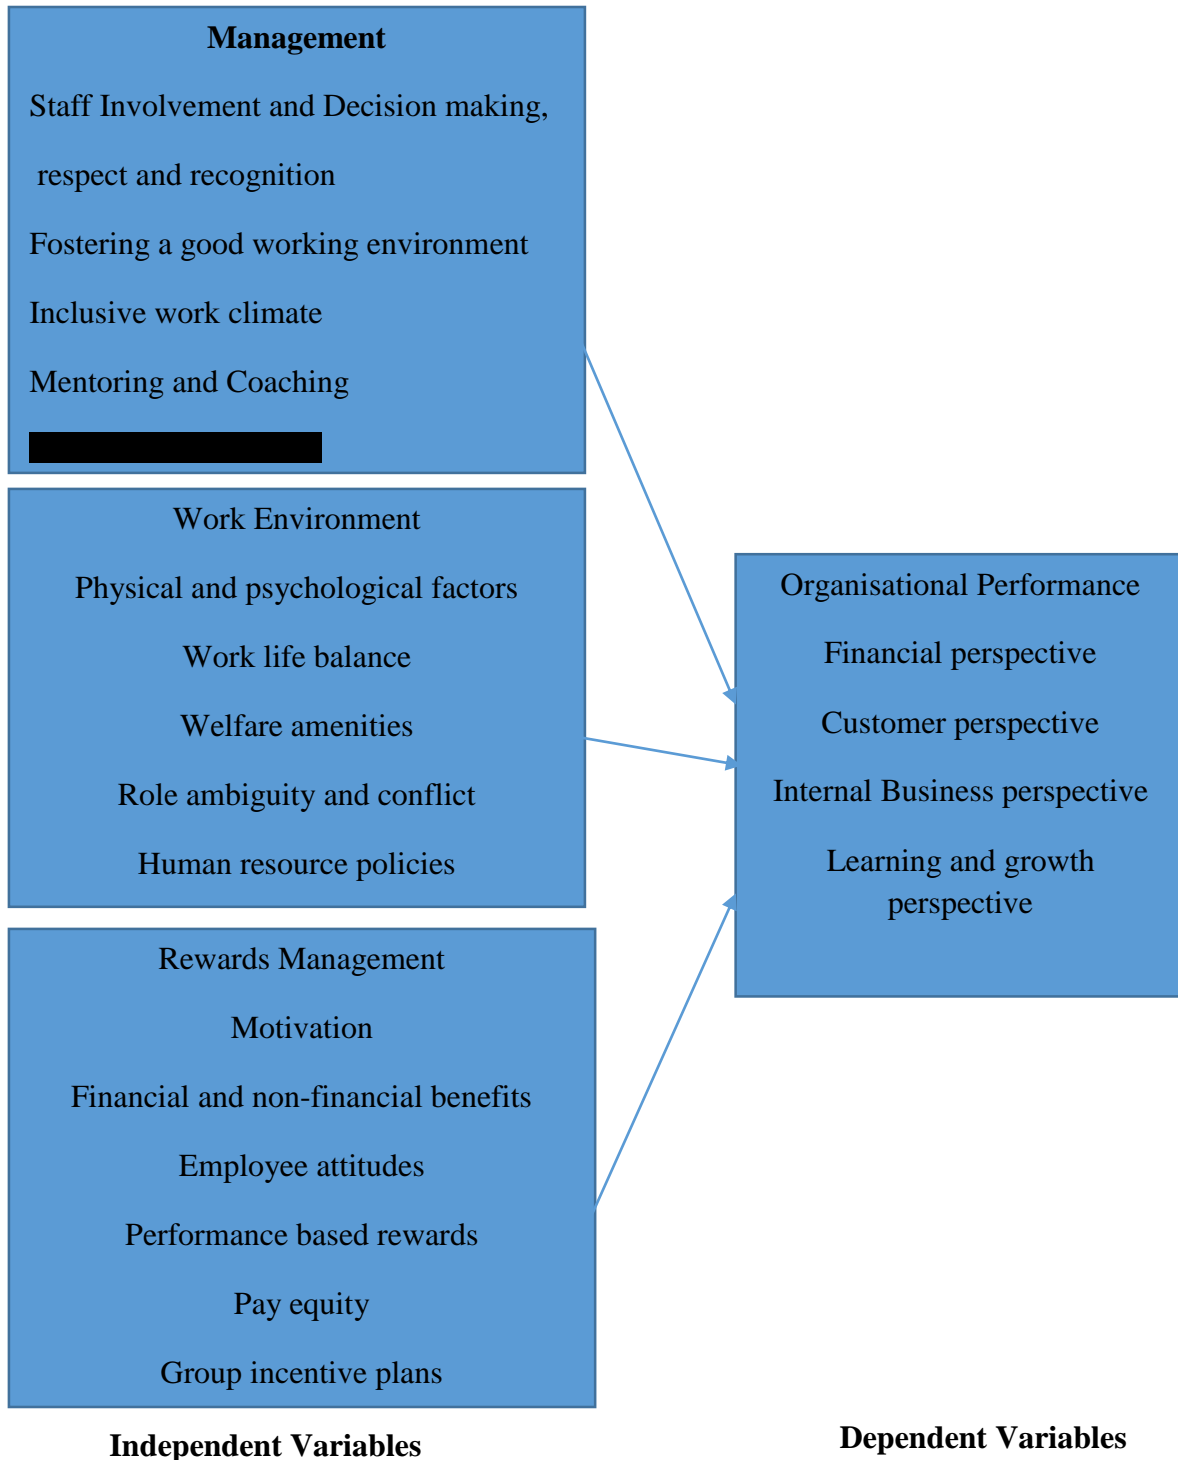 Management
Staff Involvement and Decision making,
respect and recognition
Fostering a good working environment
Inclusive work climate
Mentoring and Coaching
Work Environment
Physical and psychological factors
Work life balance
Welfare amenities
Role ambiguity and conflict
Human resource policies
Organisational Performance
Financial perspective
Customer perspective
Internal Business perspective
Learning and growth
perspective
Rewards Management
Motivation
Financial and non-financial benefits
Employee attitudes
Performance based rewards
Pay equity
Group incentive plans
Independent Variables
Dependent Variables